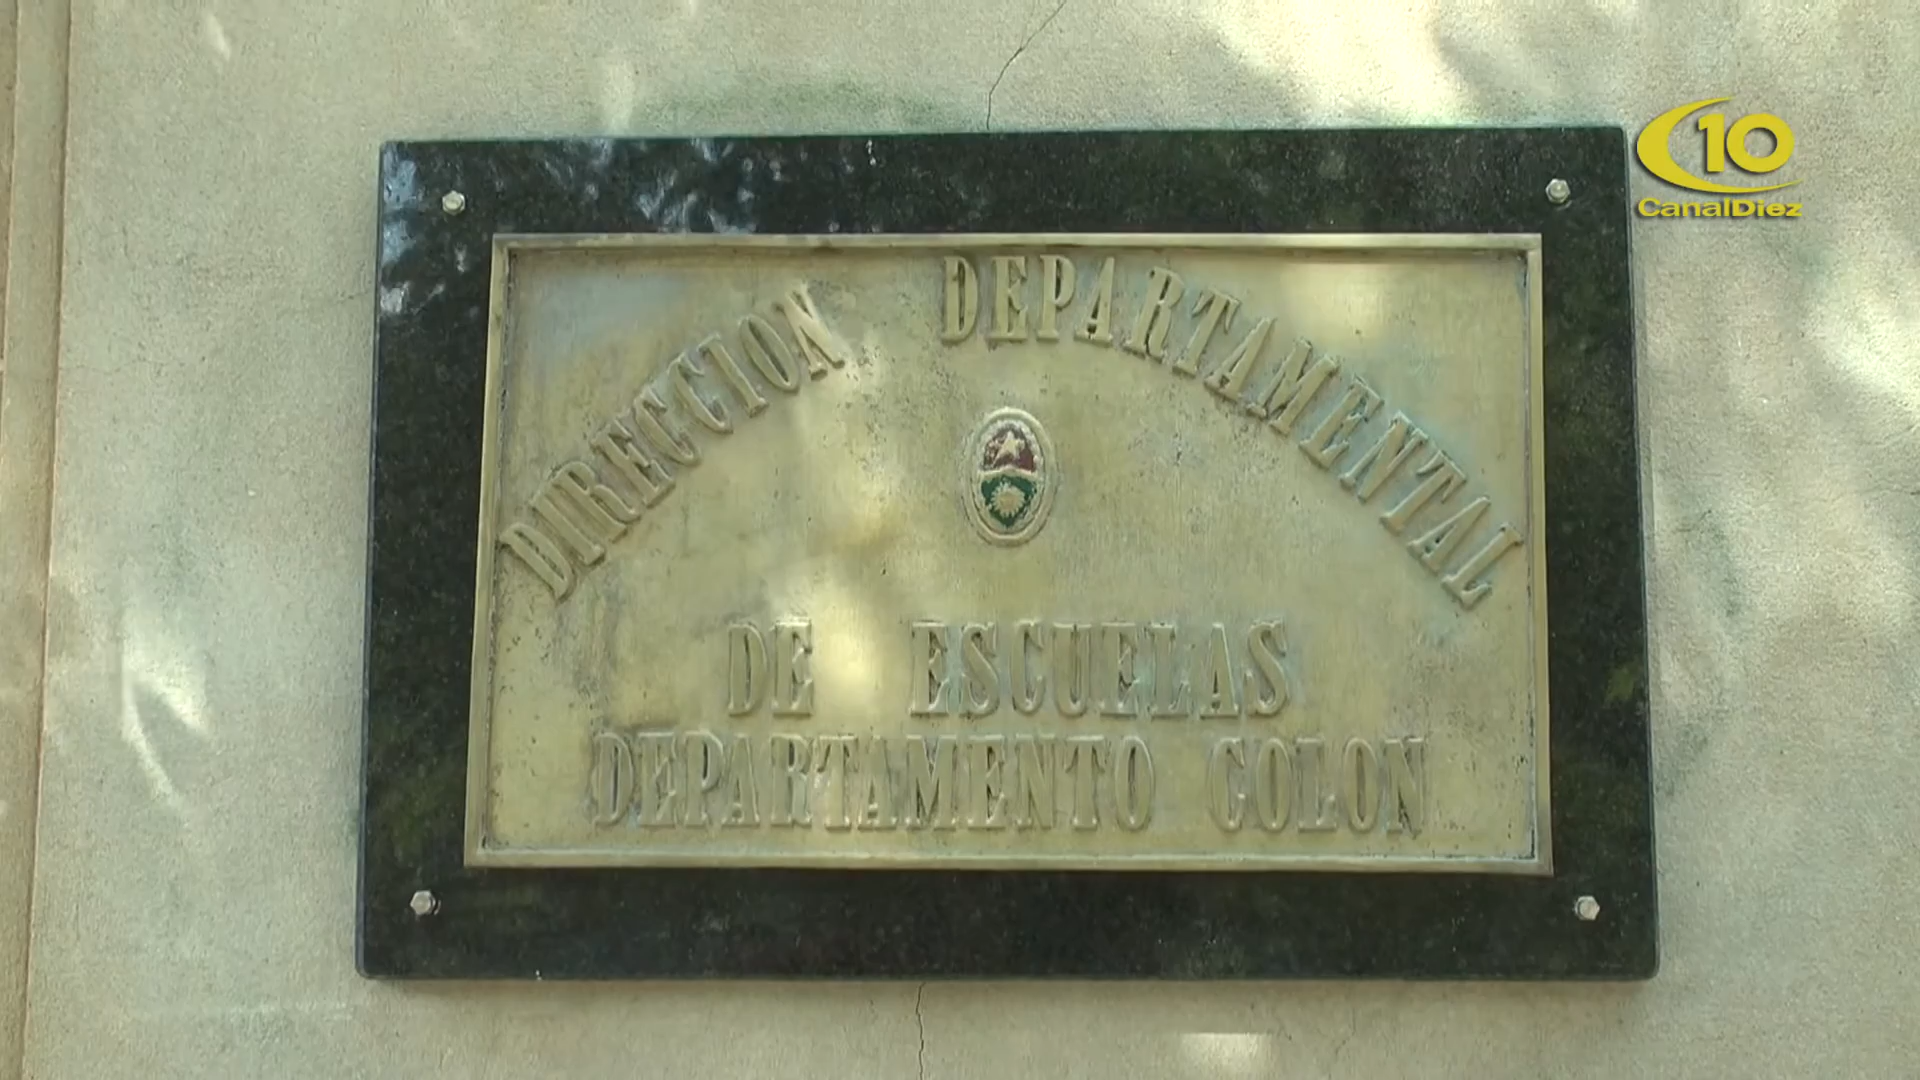 DIRECCION DEPARTAMENTAL
DE ESCUELAS
DEPARTAMENTO COLON
10
CanalDiez